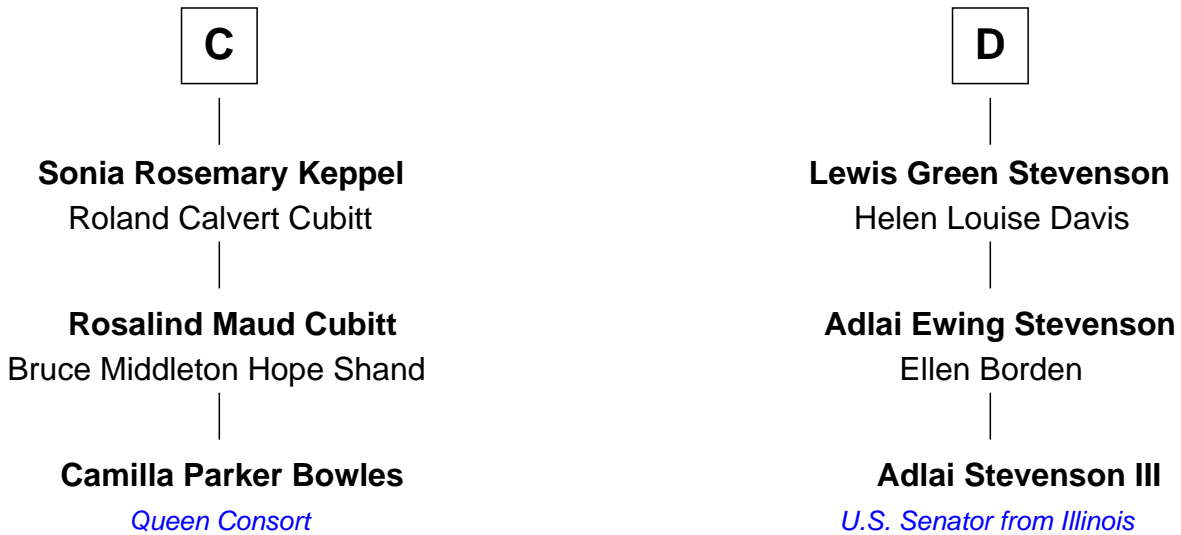 C
Sonia Rosemary Keppel
Roland Calvert Cubitt
Rosalind Maud Cubitt
Bruce Middleton Hope Shand
Camilla Parker Bowles
Queen Consort
D
Lewis Green Stevenson
Helen Louise Davis
Adlai Ewing Stevenson
Ellen Borden
Adlai Stevenson III
U.S. Senator from Illinois